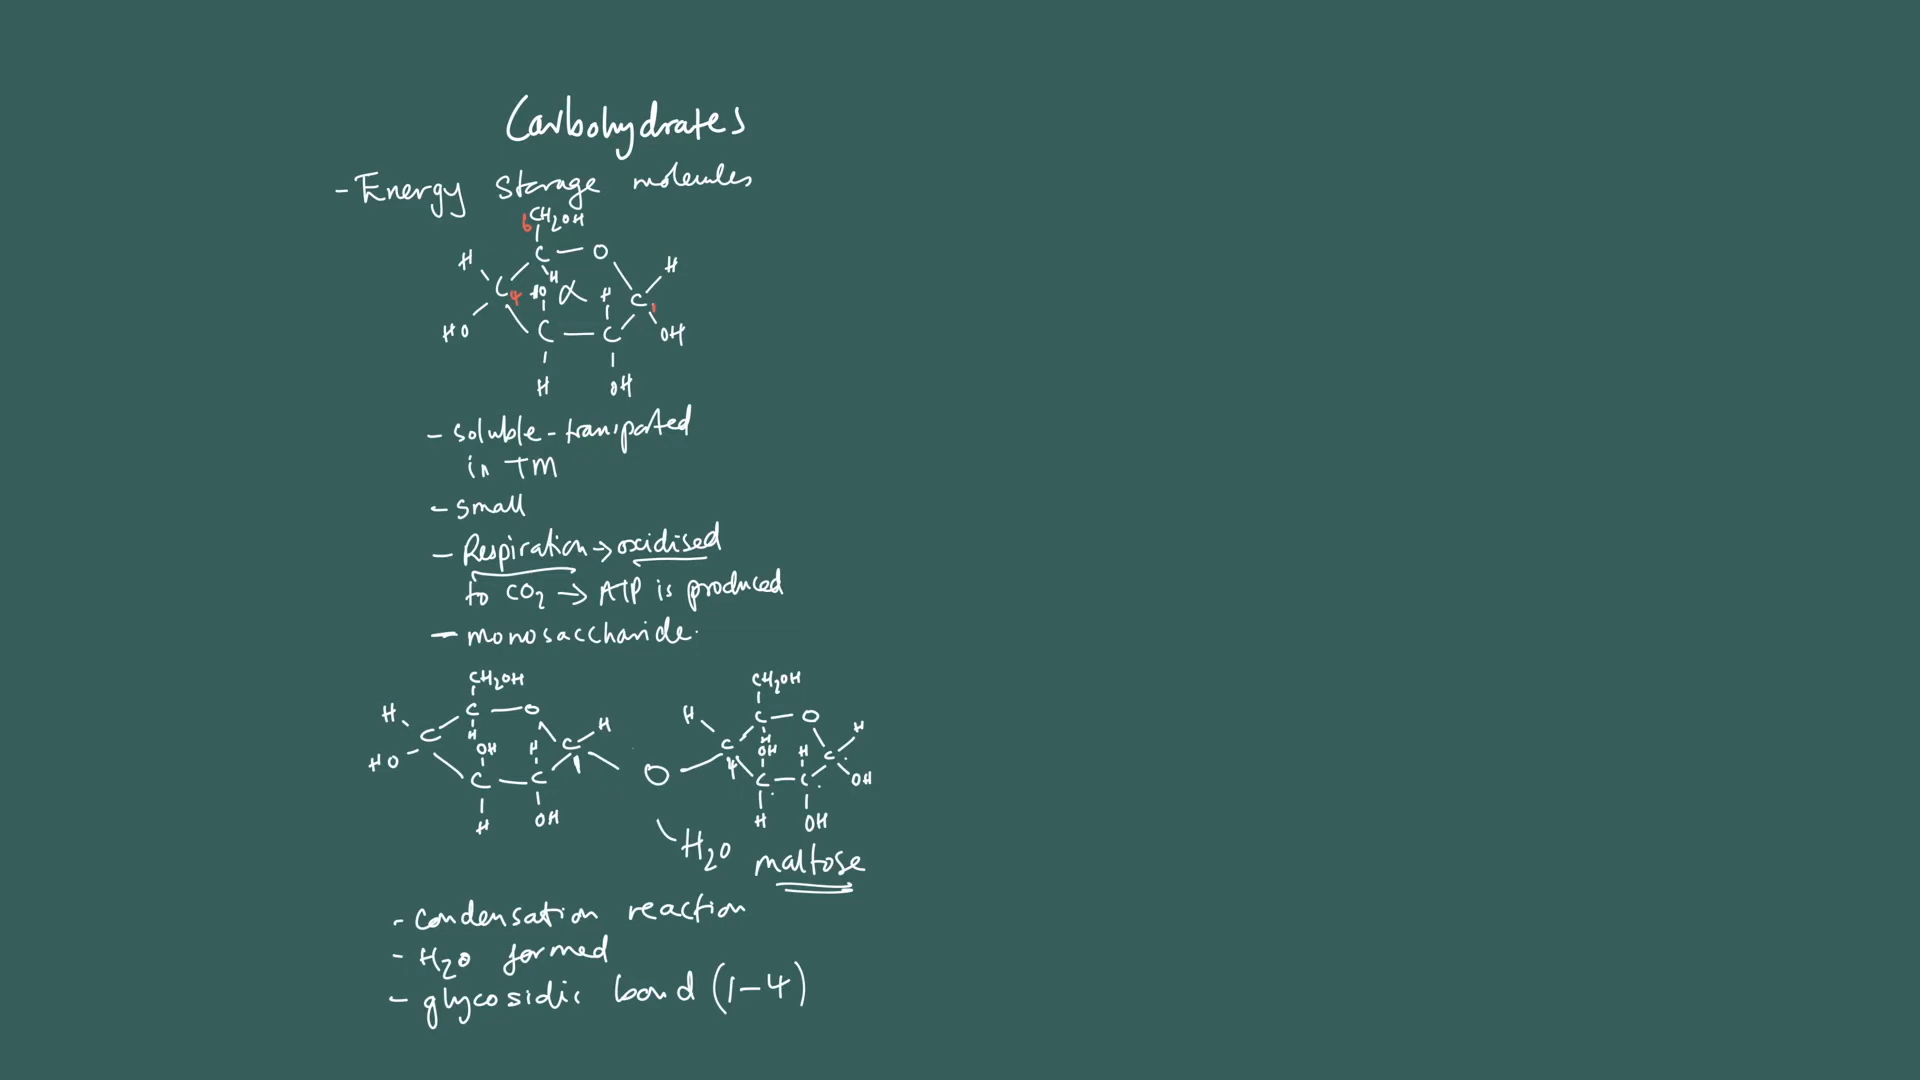 Carbohydrates
- Energy storage molecules
6 CH2OH
C O
H H H
C 4 HO α H C 1
HO C C OH
H OH
- soluble - transported
in TM
- small
- Respiration → oxidised
to CO2 → ATP is produced
- monosaccharide.
CH2OH CH2OH
H C O H H C O H
C H C C H C
HO OH H 1 O 4 OH H OH
C C C C
H OH H OH
H2O maltose
- condensation reaction
- H2O formed
- glycosidic bond (1-4)